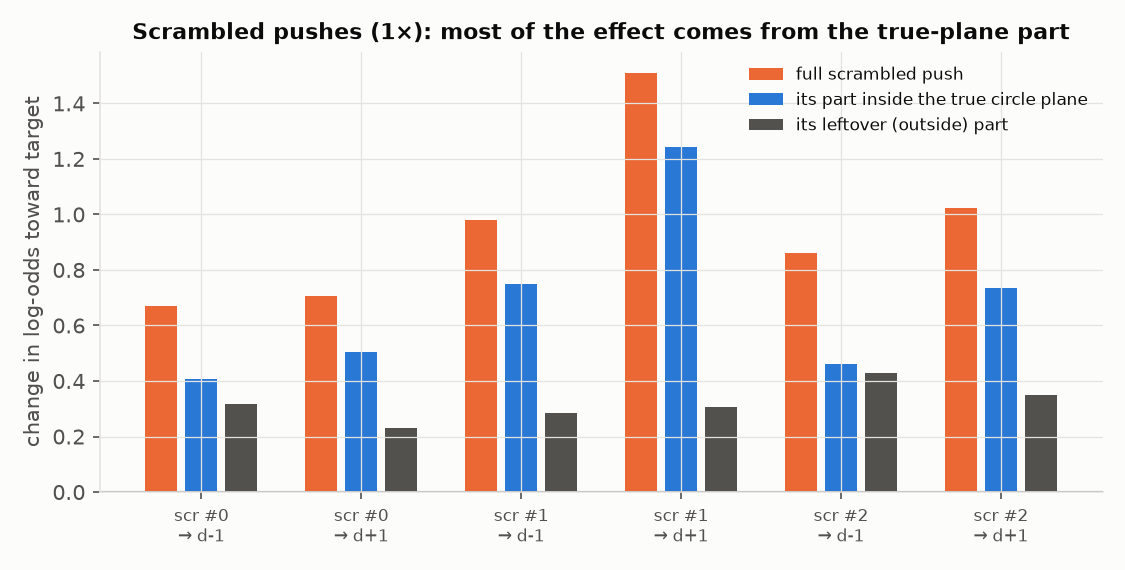 Scrambled pushes (1×): most of the effect comes from the true-plane part
full scrambled push
its part inside the true circle plane
its leftover (outside) part
change in log-odds toward target
1.4
1.2
1.0
0.8
0.6
0.4
0.2
0.0
scr #0
→ d-1
scr #0
→ d+1
scr #1
→ d-1
scr #1
→ d+1
scr #2
→ d-1
scr #2
→ d+1